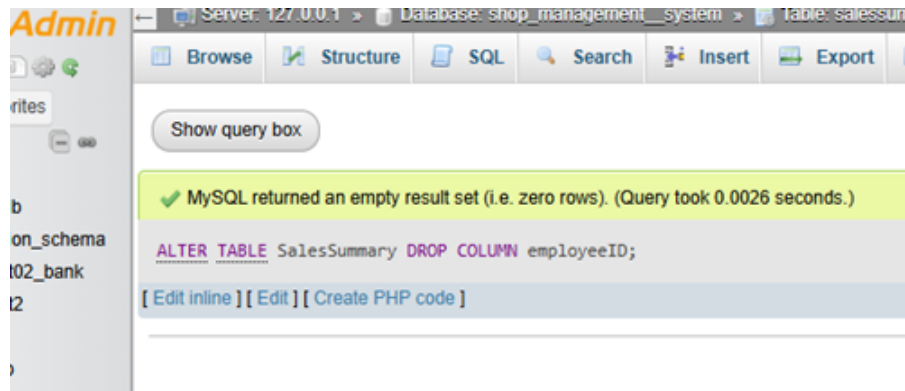 Admin
Server: 127.0.0.1 » Database: shop_management__system » Table: salessu
Browse Structure SQL Search Insert Export
rites
Show query box
MySQL returned an empty result set (i.e. zero rows). (Query took 0.0026 seconds.)
b
on_schema
ALTER TABLE SalesSummary DROP COLUMN employeeID;
t02_bank
t2
[ Edit inline ] [ Edit ] [ Create PHP code ]